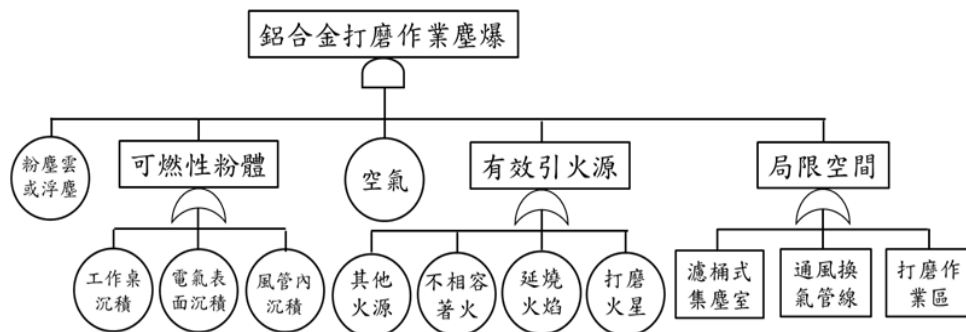 鋁合金打磨作業塵爆
粉塵雲
或浮塵
可燃性粉體
空氣
有效引火源
局限空間
工作桌
沉積
電氣表
面沉積
風管內
沉積
其他
火源
不相容
著火
延燒
火焰
打磨
火星
濾桶式
集塵室
通風換
氣管線
打磨作
業區